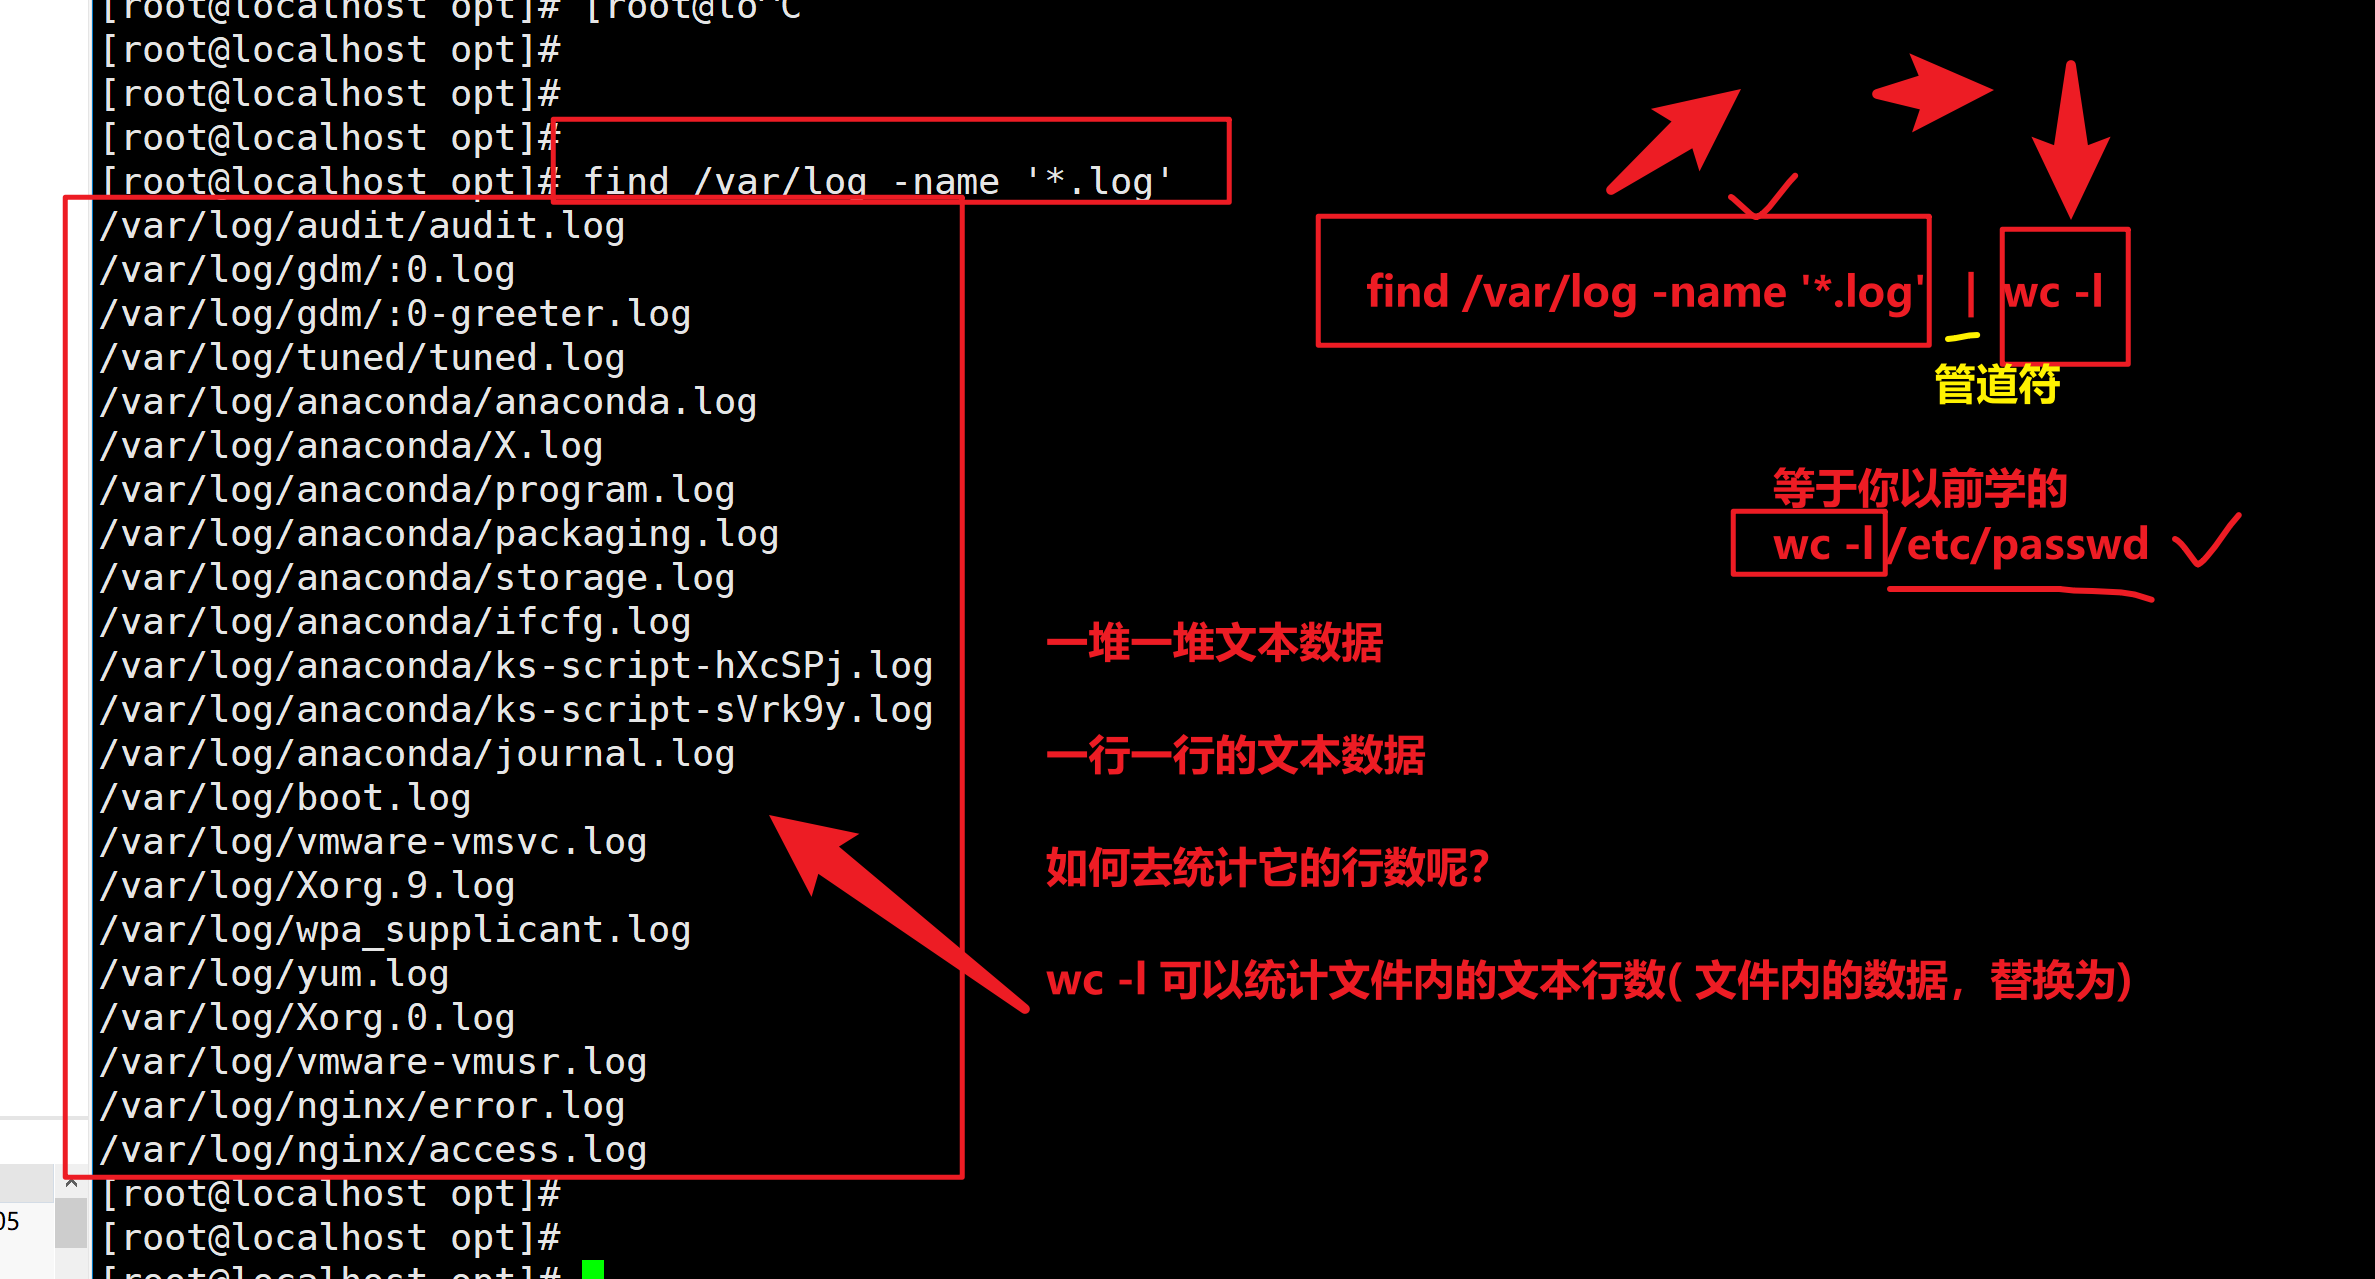 [root@localhost opt]# [root@lo^C
[root@localhost opt]#
[root@localhost opt]#
[root@localhost opt]#
[root@localhost opt]# find /var/log -name '*.log'
/var/log/audit/audit.log
/var/log/gdm/:0.log
/var/log/gdm/:0-greeter.log
/var/log/tuned/tuned.log
/var/log/anaconda/anaconda.log
/var/log/anaconda/X.log
/var/log/anaconda/program.log
/var/log/anaconda/packaging.log
/var/log/anaconda/storage.log
/var/log/anaconda/ifcfg.log
/var/log/anaconda/ks-script-hXcSPj.log
/var/log/anaconda/ks-script-sVrk9y.log
/var/log/anaconda/journal.log
/var/log/boot.log
/var/log/vmware-vmsvc.log
/var/log/Xorg.9.log
/var/log/wpa_supplicant.log
/var/log/yum.log
/var/log/Xorg.0.log
/var/log/vmware-vmusr.log
/var/log/nginx/error.log
/var/log/nginx/access.log
[root@localhost opt]#
[root@localhost opt]#
[root@localhost opt]#
find /var/log -name '*.log' | wc -l
管道符
等于你以前学的
wc -l /etc/passwd
一堆一堆文本数据
一行一行的文本数据
如何去统计它的行数呢?
wc -l 可以统计文件内的文本行数( 文件内的数据，替换为)
05